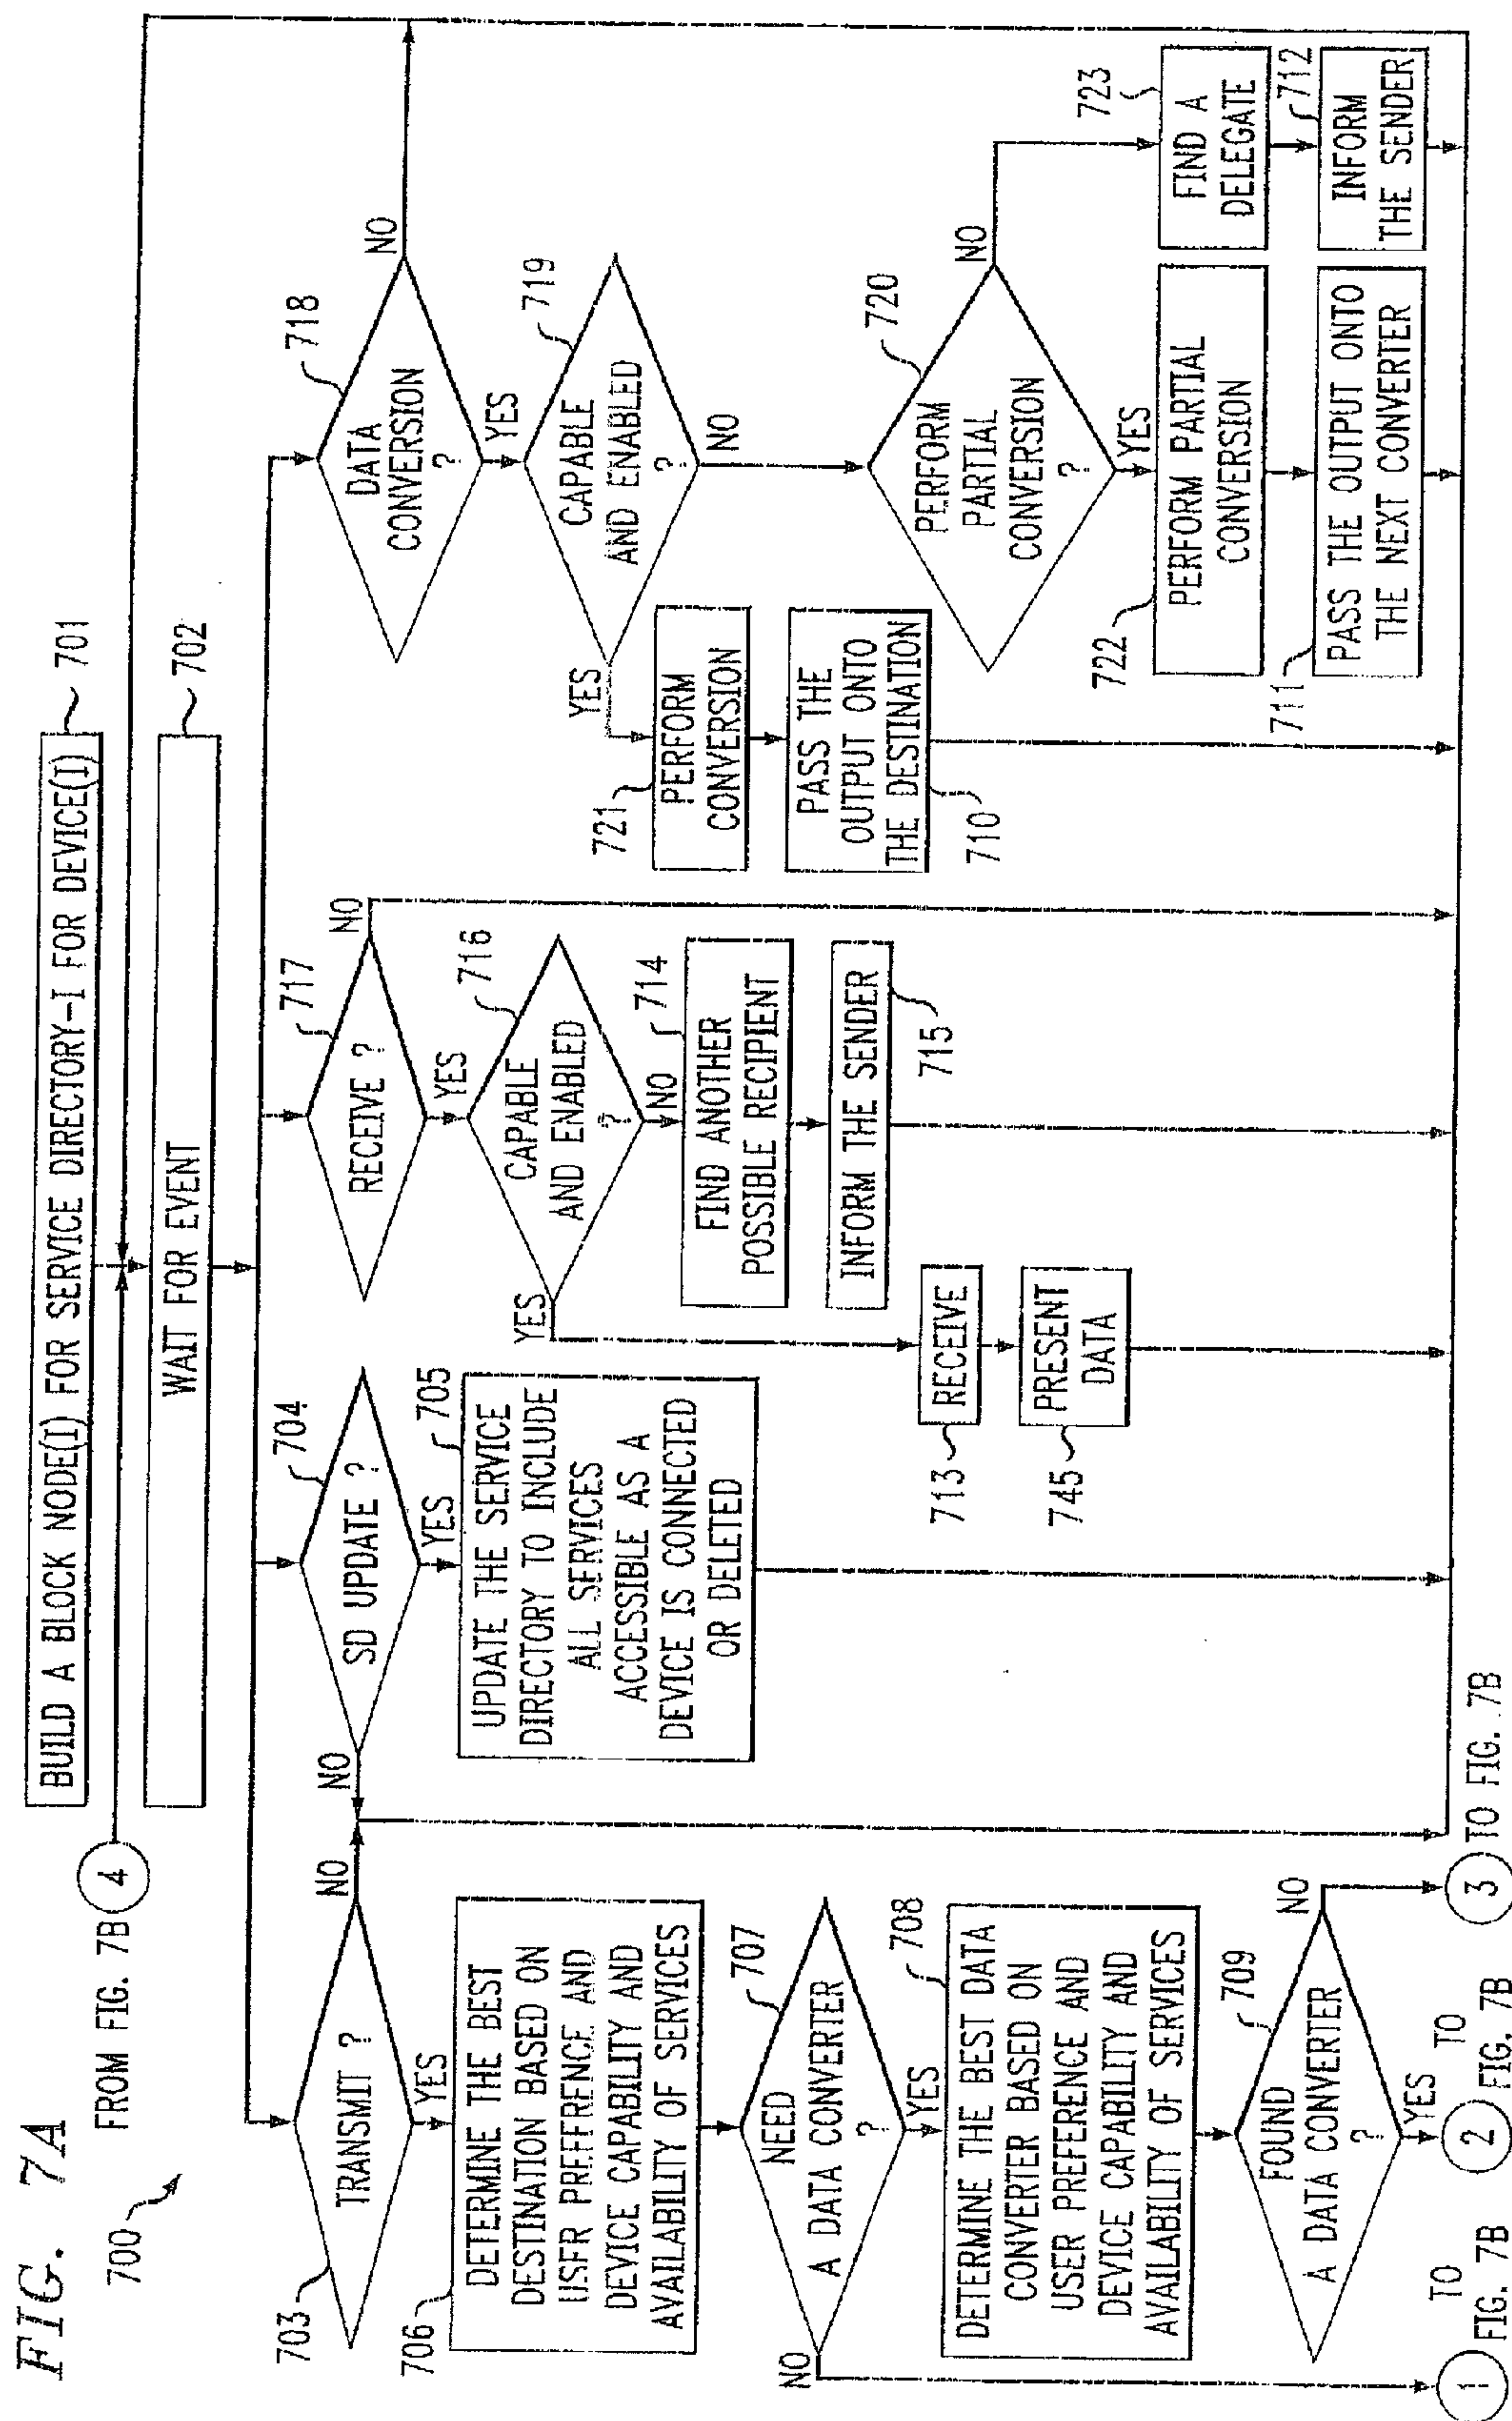 FIG. 7A
700
FROM FIG. 7B
4
BUILD A BLOCK NODE(I) FOR SERVICE DIRECTORY-I FOR DEVICE(I)
701
WAIT FOR EVENT
702
703
TRANSMIT ?
NO
YES
706
DETERMINE THE BEST
DESTINATION BASED ON
USER PREFERENCE AND
DEVICE CAPABILITY AND
AVAILABILITY OF SERVICES
NEED
A DATA CONVERTER
?
707
NO
YES
708
DETERMINE THE BEST DATA
CONVERTER BASED ON
USER PREFERENCE AND
DEVICE CAPABILITY AND
AVAILABILITY OF SERVICES
FOUND
A DATA CONVERTER
?
709
NO
YES
1
TO
FIG. 7B
2
TO
FIG. 7B
3
TO FIG. 7B
SD UPDATE ?
704
NO
YES
705
UPDATE THE SERVICE
DIRECTORY TO INCLUDE
ALL SERVICES
ACCESSIBLE AS A
DEVICE IS CONNECTED
OR DELETED
RECEIVE ?
717
NO
YES
CAPABLE
AND ENABLED
?
716
YES
NO
714
FIND ANOTHER
POSSIBLE RECIPIENT
INFORM THE SENDER
715
713
RECEIVE
745
PRESENT
DATA
DATA
CONVERSION
?
718
NO
YES
CAPABLE
AND ENABLED
?
719
YES
NO
721
PERFORM
CONVERSION
PASS THE
OUTPUT ONTO
THE DESTINATION
710
PERFORM
PARTIAL
CONVERSION
?
720
NO
YES
722
PERFORM PARTIAL
CONVERSION
711
PASS THE OUTPUT ONTO
THE NEXT CONVERTER
723
FIND A
DELEGATE
712
INFORM
THE SENDER